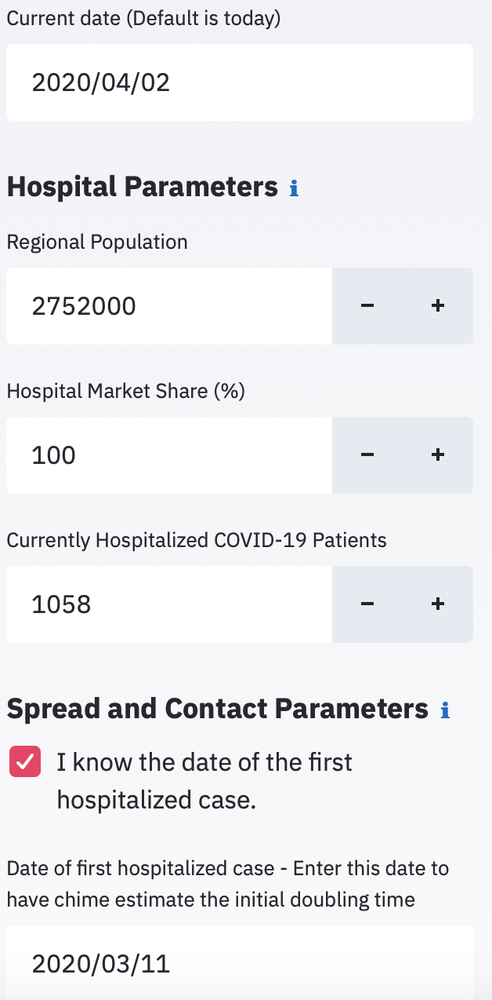 Current date (Default is today)
2020/04/02
Hospital Parameters ℹ
Regional Population
2752000
− +
Hospital Market Share (%)
100
− +
Currently Hospitalized COVID-19 Patients
1058
− +
Spread and Contact Parameters ℹ
I know the date of the first
hospitalized case.
Date of first hospitalized case - Enter this date to
have chime estimate the initial doubling time
2020/03/11